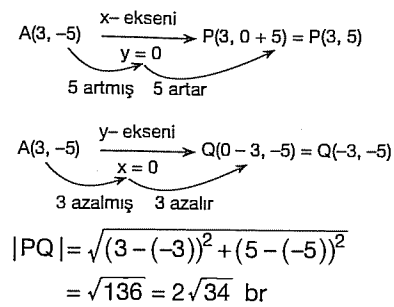 x– ekseni
A(3, –5) P(3, 0 + 5) = P(3, 5)
y = 0
5 artmış 5 artar
y– ekseni
A(3, –5) Q(0 – 3, –5) = Q(–3, –5)
x = 0
3 azalmış 3 azalır
|PQ| = √((3 – (–3))² + (5 – (–5))²)
= √136 = 2√34 br